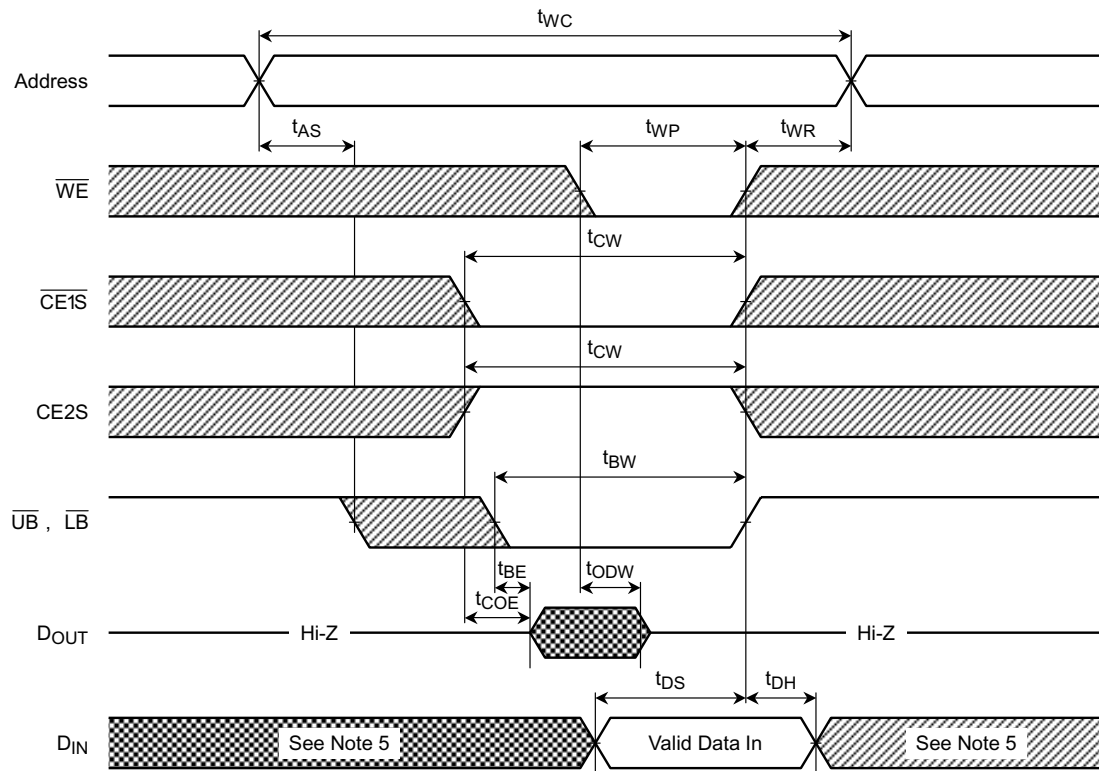 tWC
Address
tAS
tWP
tWR
WE
tCW
CE1S
tCW
CE2S
tBW
UB , LB
tBE
tODW
tCOE
DOUT
Hi-Z
Hi-Z
tDS
tDH
DIN
See Note 5
Valid Data In
See Note 5